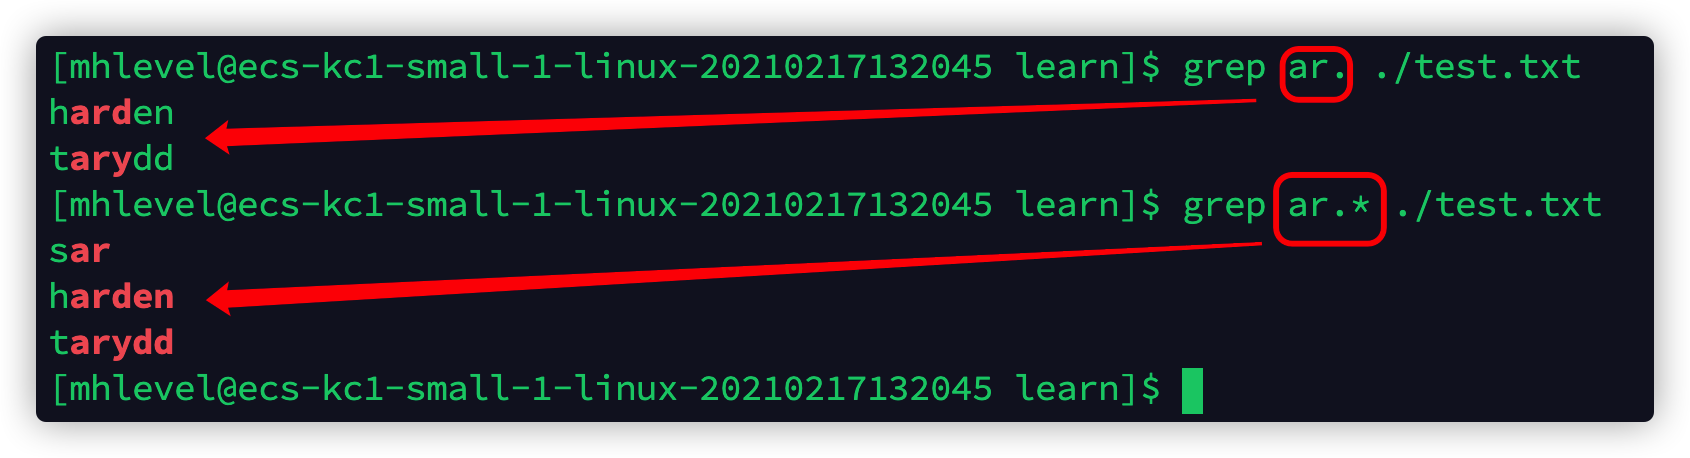 [mhlevel@ecs-kc1-small-1-linux-20210217132045 learn]$ grep ar. ./test.txt
harden
tarydd
[mhlevel@ecs-kc1-small-1-linux-20210217132045 learn]$ grep ar.* ./test.txt
sar
harden
tarydd
[mhlevel@ecs-kc1-small-1-linux-20210217132045 learn]$